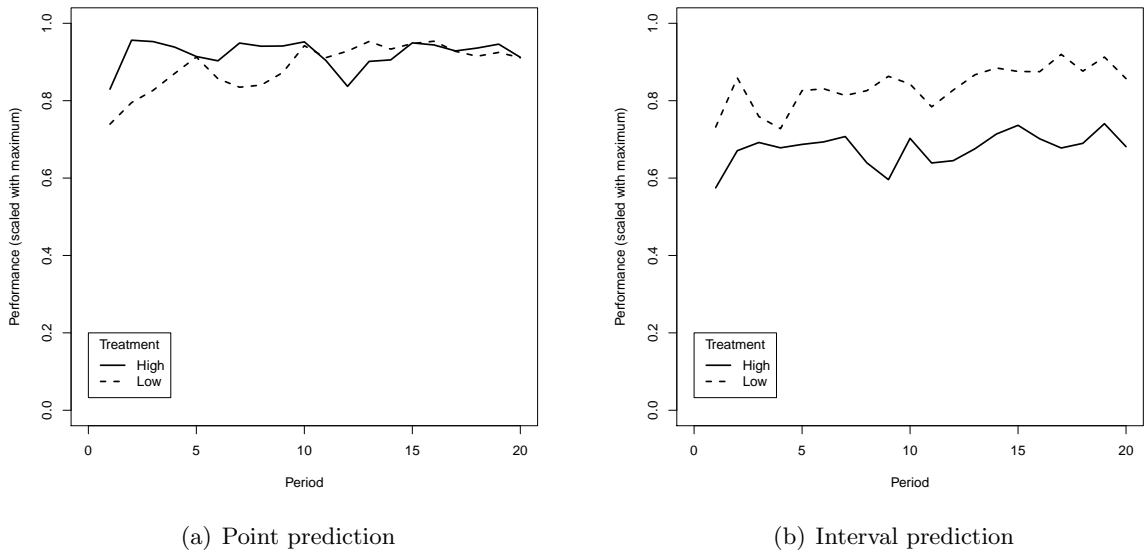 Performance (scaled with maximum)
1.0
0.8
0.6
0.4
0.2
0.0
Treatment
High
Low
0 5 10 15 20
Period
(a) Point prediction
Performance (scaled with maximum)
1.0
0.8
0.6
0.4
0.2
0.0
Treatment
High
Low
0 5 10 15 20
Period
(b) Interval prediction